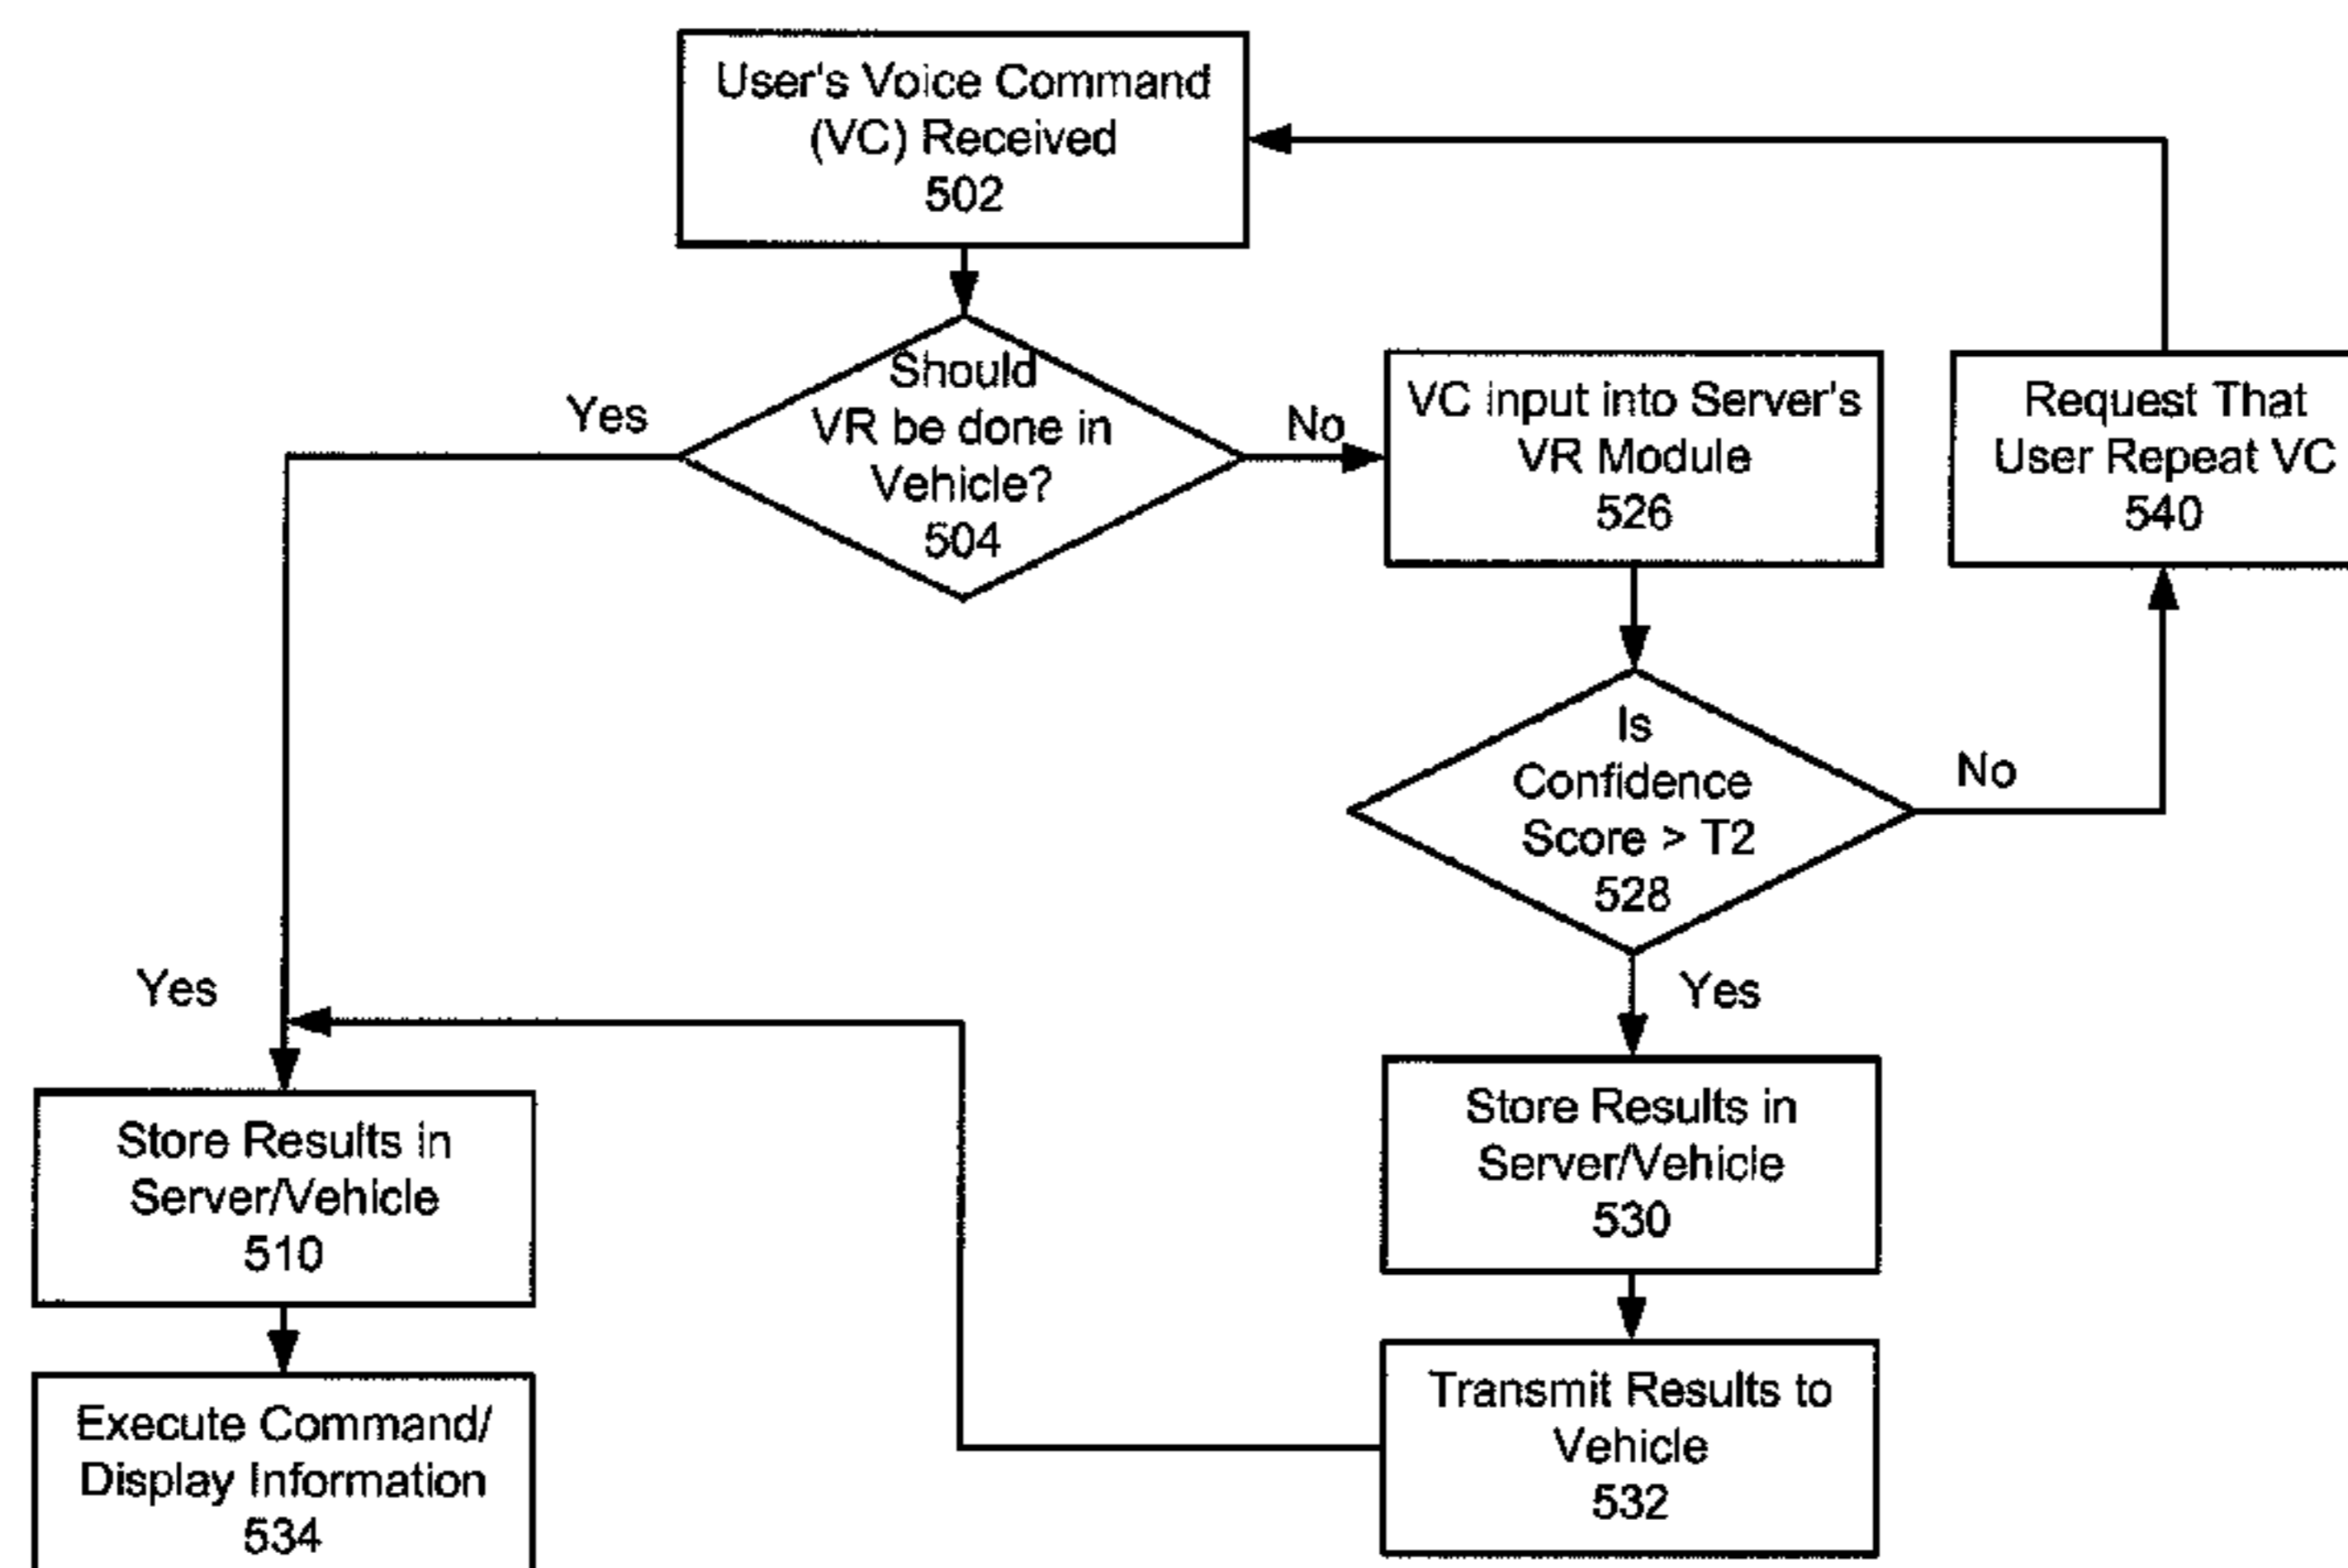 User's Voice Command
(VC) Received
502
Should
VR be done in
Vehicle?
504
Yes
No
VC Input into Server's
VR Module
526
Request That
User Repeat VC
540
Is
Confidence
Score > T2
528
No
Yes
Yes
Store Results in
Server/Vehicle
510
Store Results in
Server/Vehicle
530
Execute Command/
Display Information
534
Transmit Results to
Vehicle
532